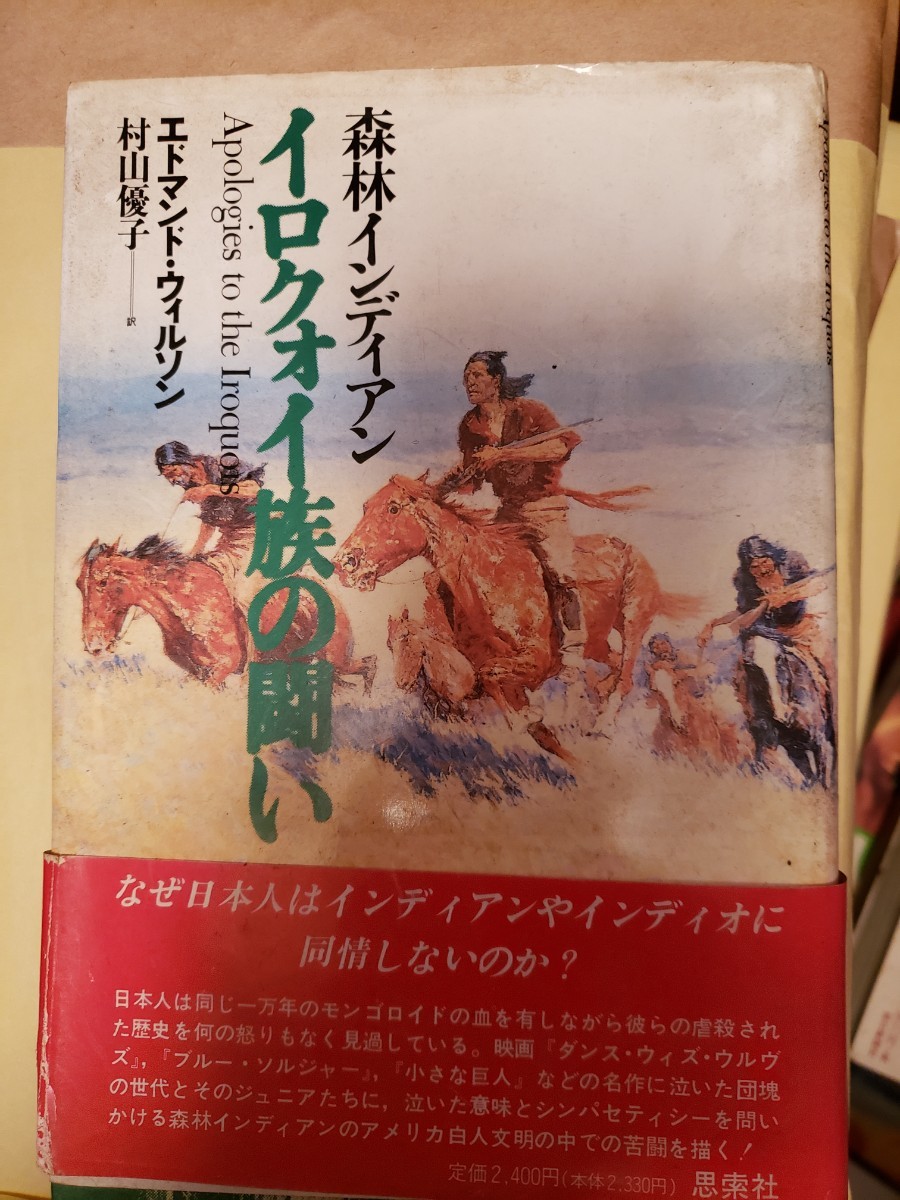 森林インディアン
イロクォイ族の闘い
Apologies to the Iroquois
エドマンド・ウィルソン
村山優子──訳
Apologies to the Iroquois
なぜ日本人はインディアンやインディオに
同情しないのか?
日本人は同じ一万年のモンゴロイドの血を有しながら彼らの虐殺され
た歴史を何の怒りもなく見過している。映画『ダンス・ウィズ・ウルヴ
ズ』,『ブルー・ソルジャー』,『小さな巨人』などの名作に泣いた団塊
の世代とそのジュニアたちに,泣いた意味とシンパセティシーを問い
かける森林インディアンのアメリカ白人文明の中での苦闘を描く!
定価2,400円(本体2,330円) 思索社